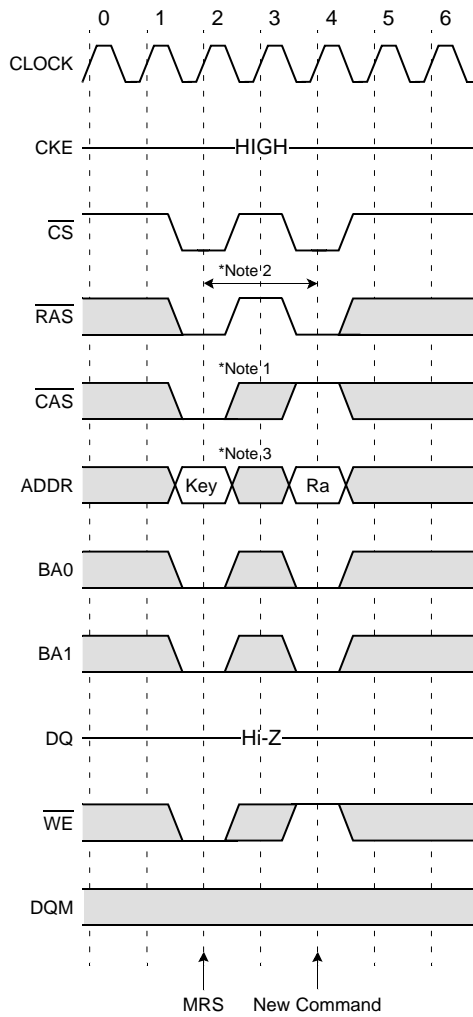 0 1 2 3 4 5 6
CLOCK
CKE HIGH
CS
*Note 2
RAS
*Note 1
CAS
*Note 3
ADDR Key Ra
BA0
BA1
DQ Hi-Z
WE
DQM
MRS New Command